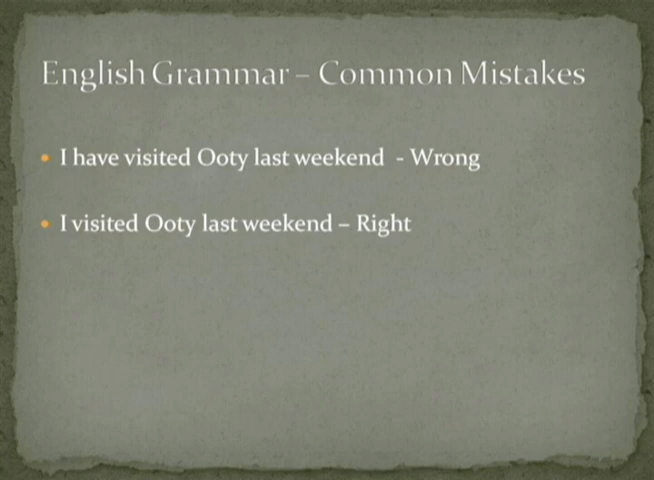 English Grammar – Common Mistakes
I have visited Ooty last weekend - Wrong
I visited Ooty last weekend – Right